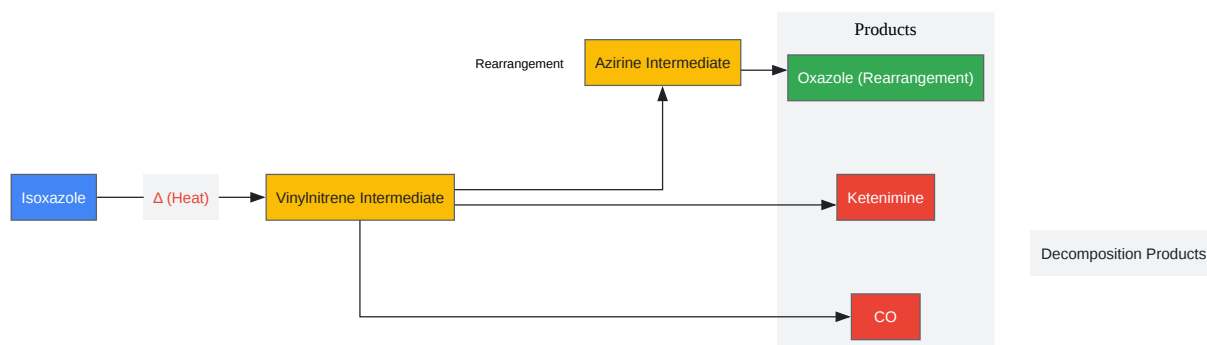 Products
Rearrangement
Azirine Intermediate
Oxazole (Rearrangement)
Isoxazole
Δ (Heat)
Vinylnitrene Intermediate
Ketenimine
Decomposition Products
CO